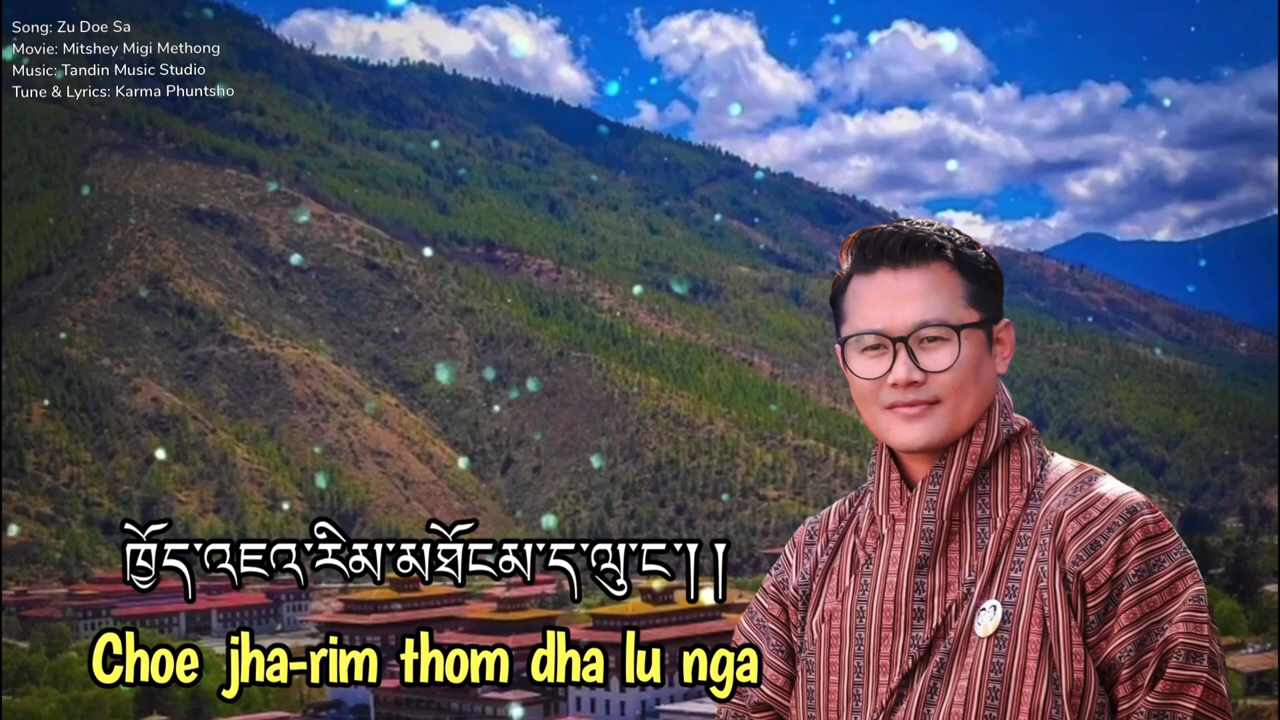 Song: Zu Doe Sa
Movie: Mitshey Migi Methong
Music: Tandin Music Studio
Tune & Lyrics: Karma Phuntsho
ཁྱོད་འཇའ་རིམ་མཐོངམ་ད་ལུ་ང་། །
Choe jha-rim thom dha lu nga